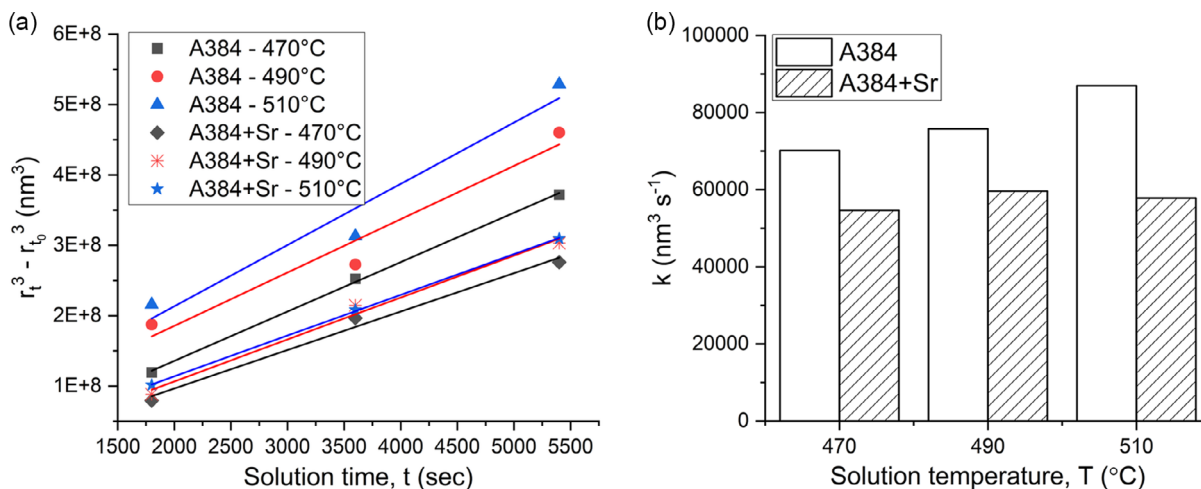 (a)
6E+8
5E+8
4E+8
3E+8
2E+8
1E+8
r_t^3 - r_{t_0}^3 (nm^3)
A384 - 470°C
A384 - 490°C
A384 - 510°C
A384+Sr - 470°C
A384+Sr - 490°C
A384+Sr - 510°C
1500 2000 2500 3000 3500 4000 4500 5000 5500
Solution time, t (sec)
(b)
100000
80000
60000
40000
20000
0
k (nm^3 s^-1)
A384
A384+Sr
470 490 510
Solution temperature, T (°C)